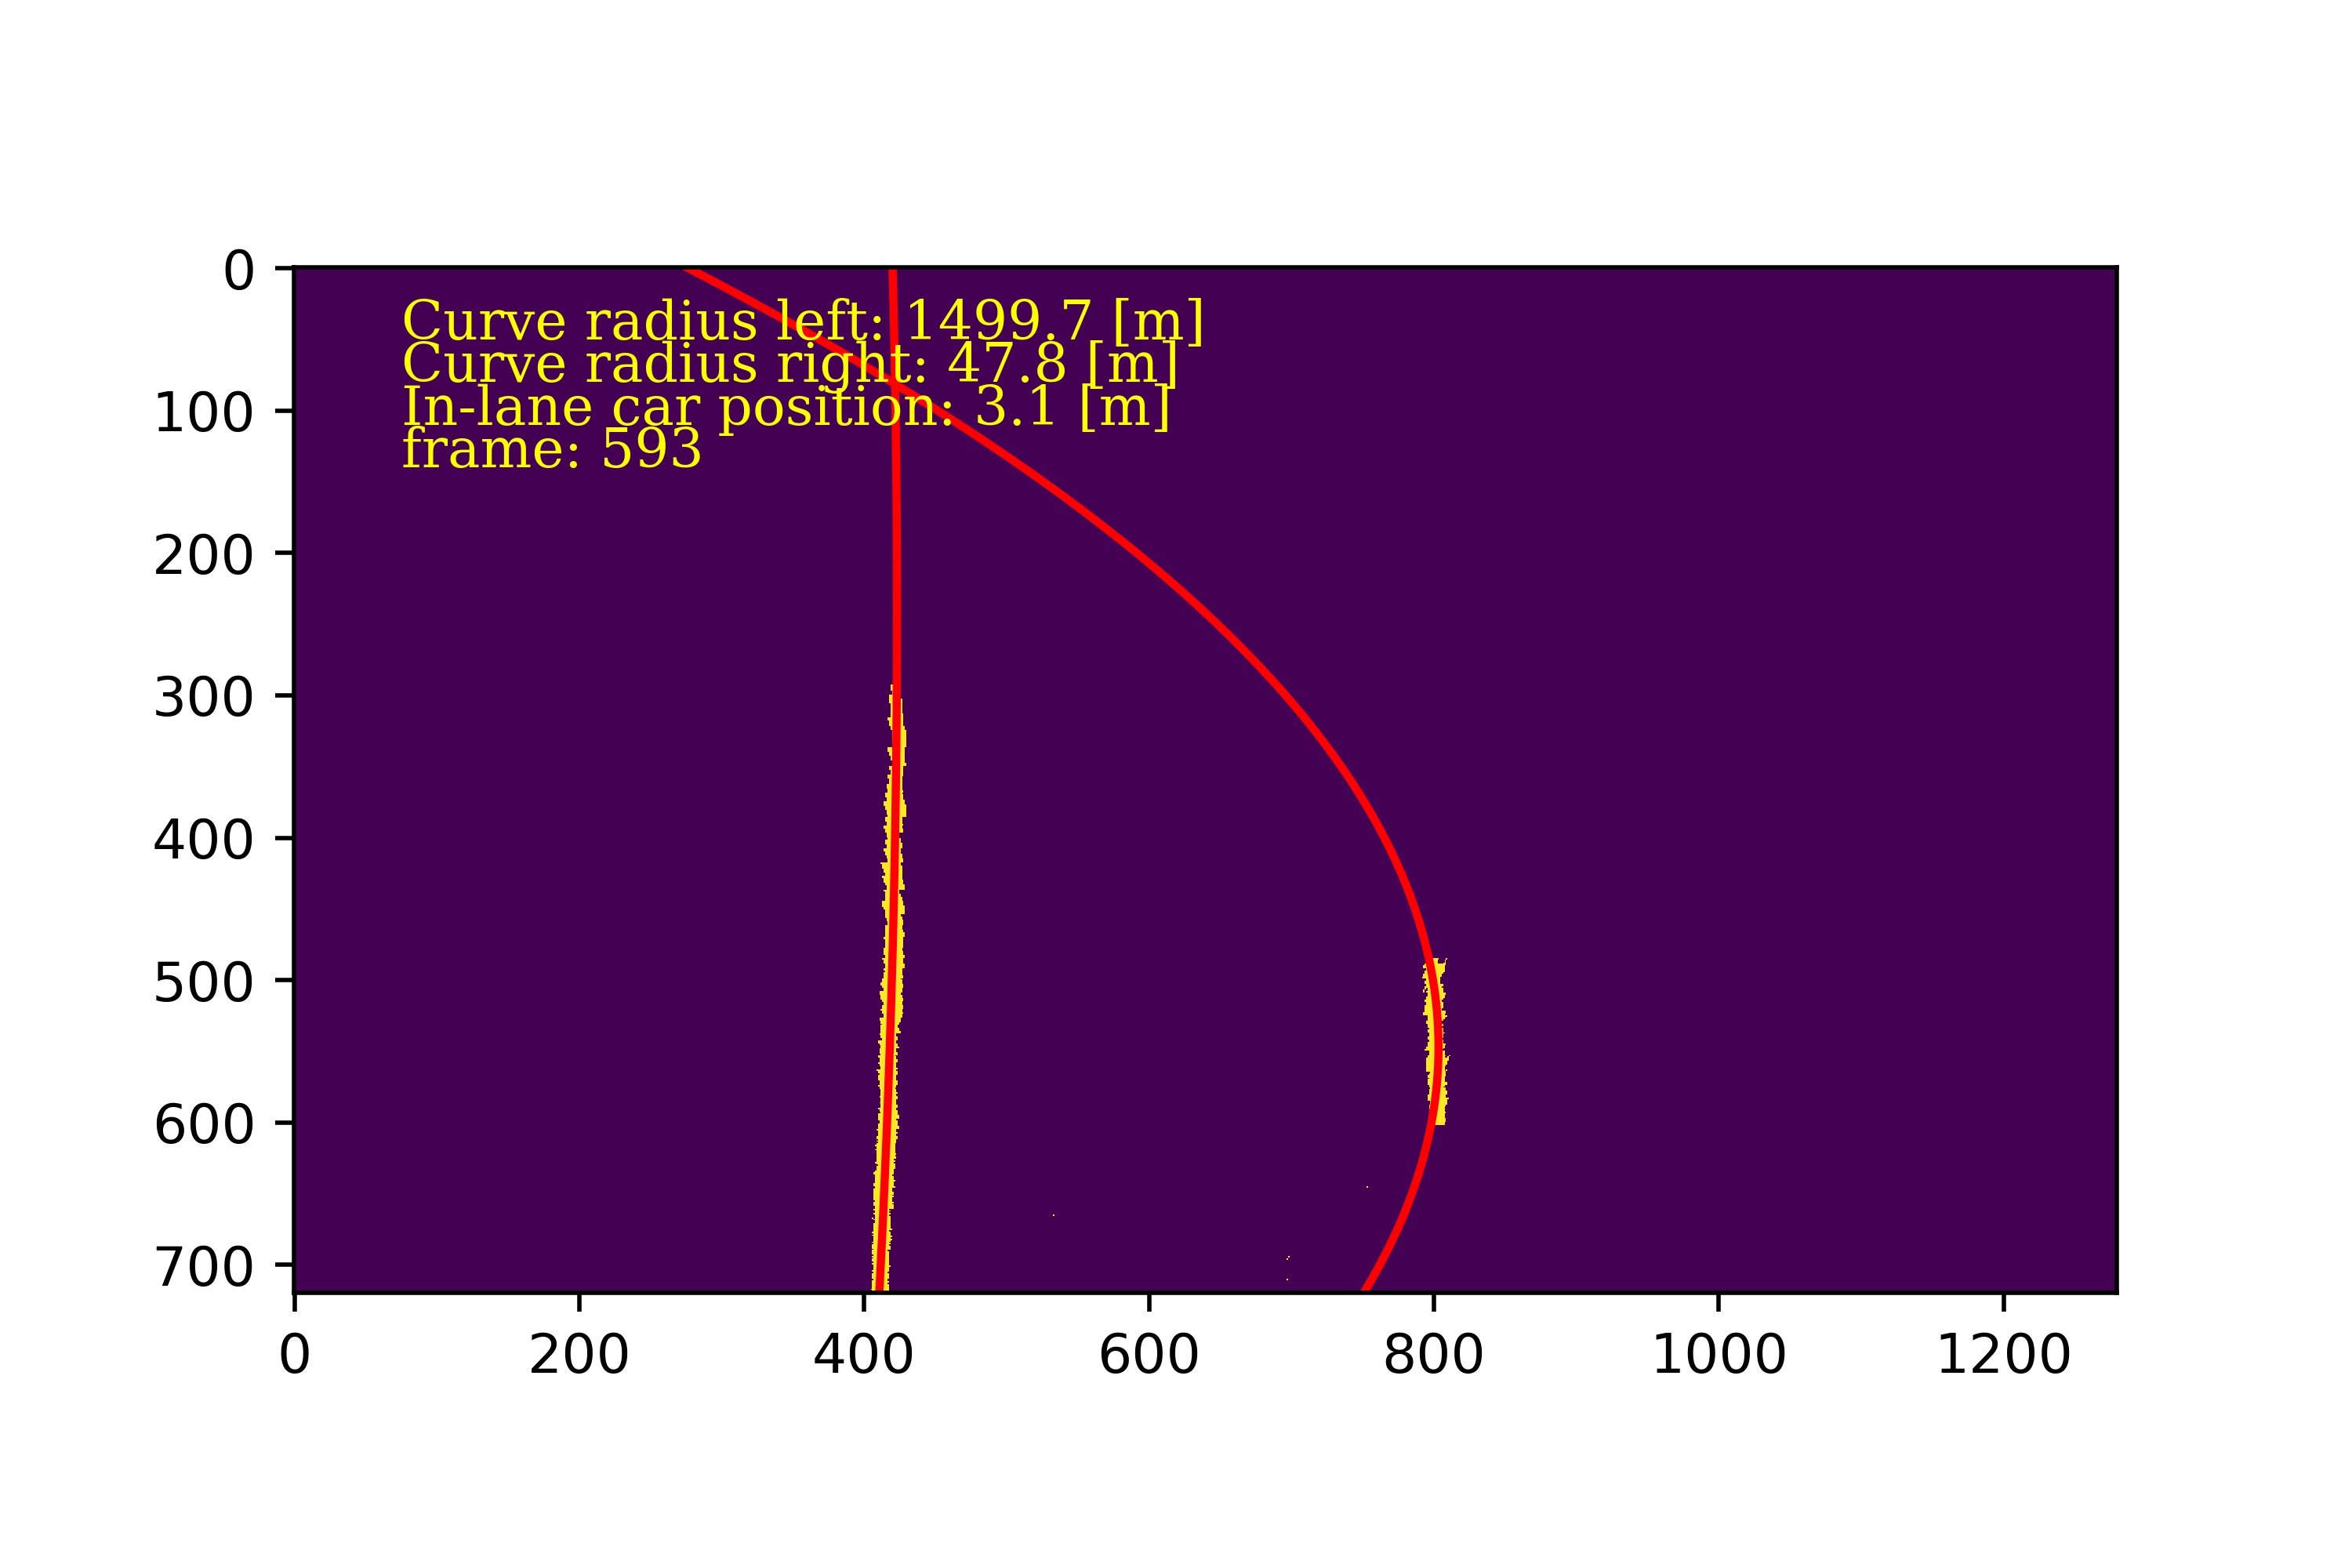 0
Curve radius left: 1499.7 [m]
Curve radius right: 47.8 [m]
100
In-lane car position: 3.1 [m]
frame: 593
200
300
400
500
600
700
0 200 400 600 800 1000 1200